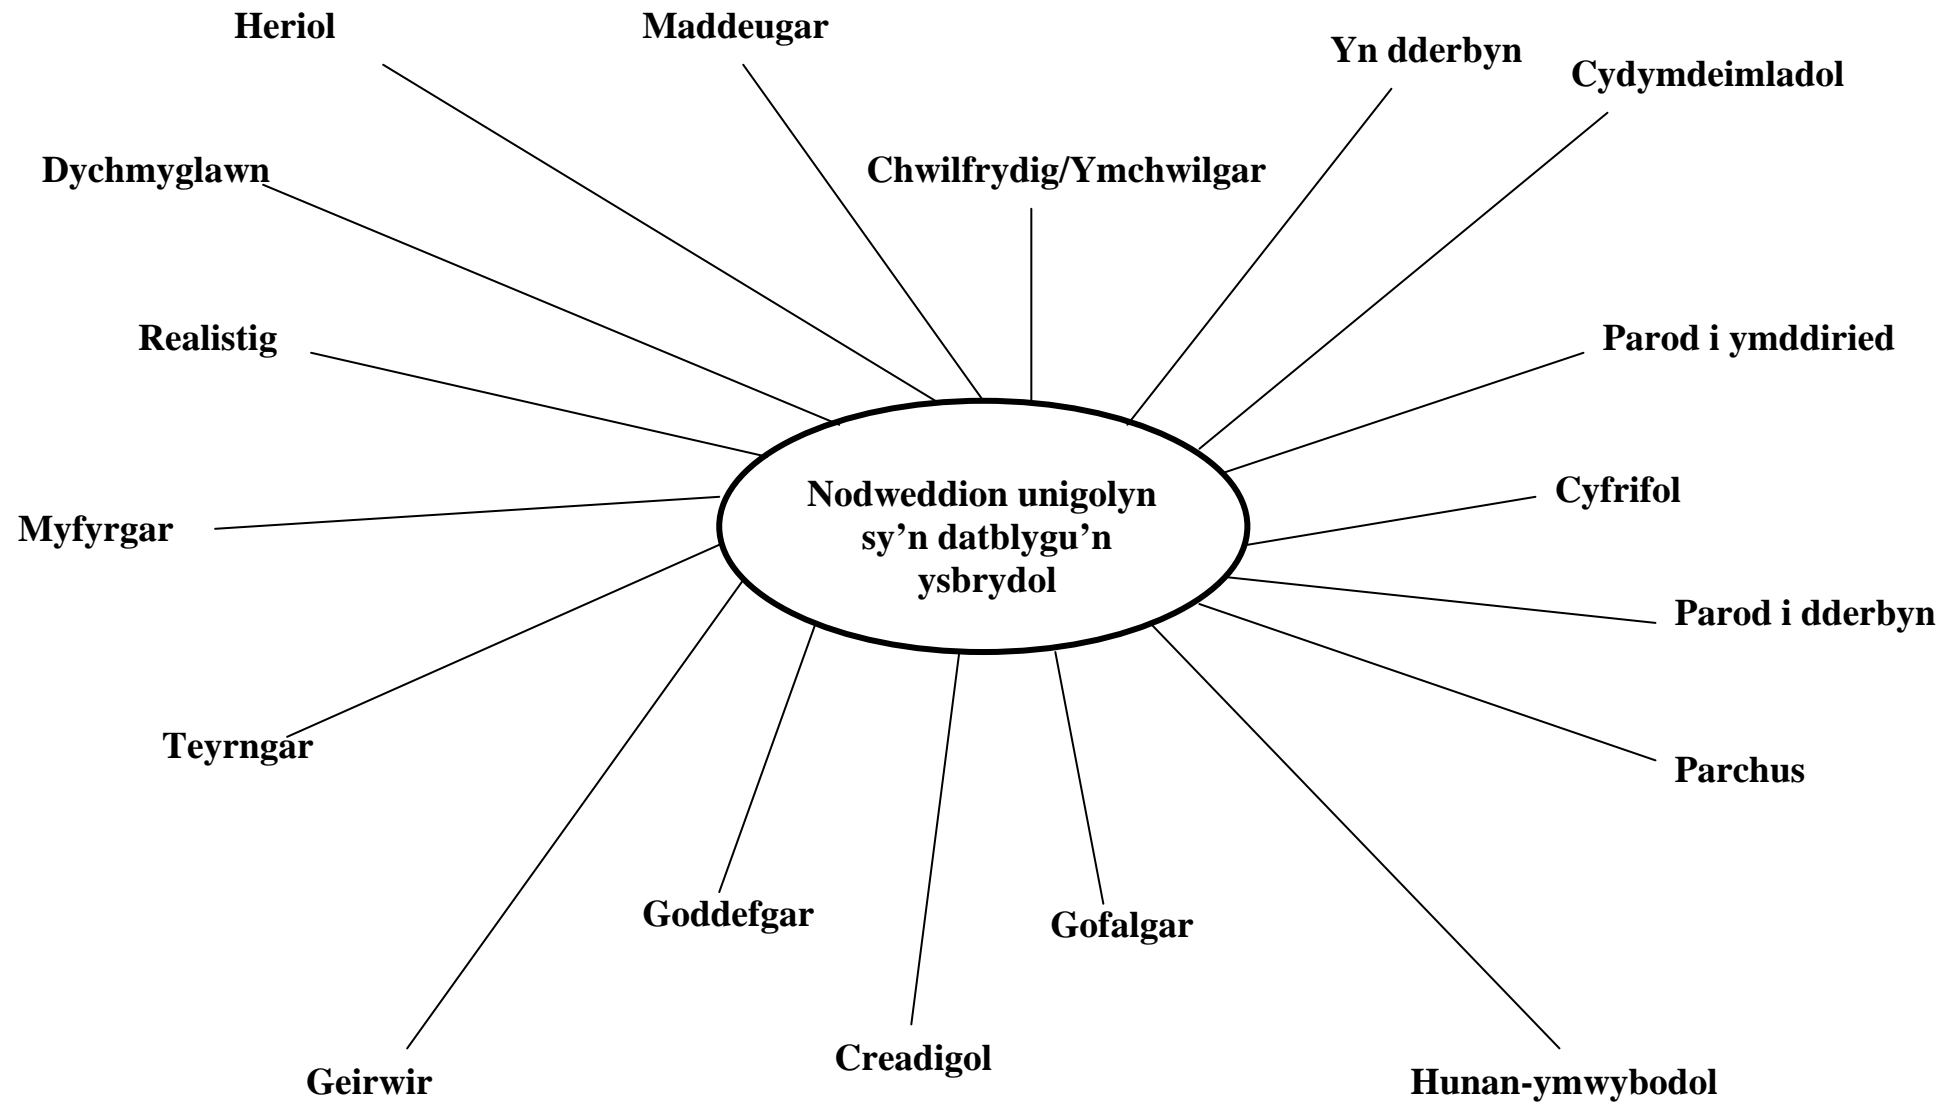 Heriol
Maddeugar
Yn dderbyn
Cydymdeimladol
Dychmyglawn
Chwilfrydig/Ymchwilgar
Realistig
Parod i ymddiried
Nodweddion unigolyn
sy’n datblygu’n
ysbrydol
Cyfrifol
Myfyrgar
Parod i dderbyn
Teyrngar
Parchus
Goddefgar
Gofalgar
Creadigol
Geirwir
Hunan-ymwybodol